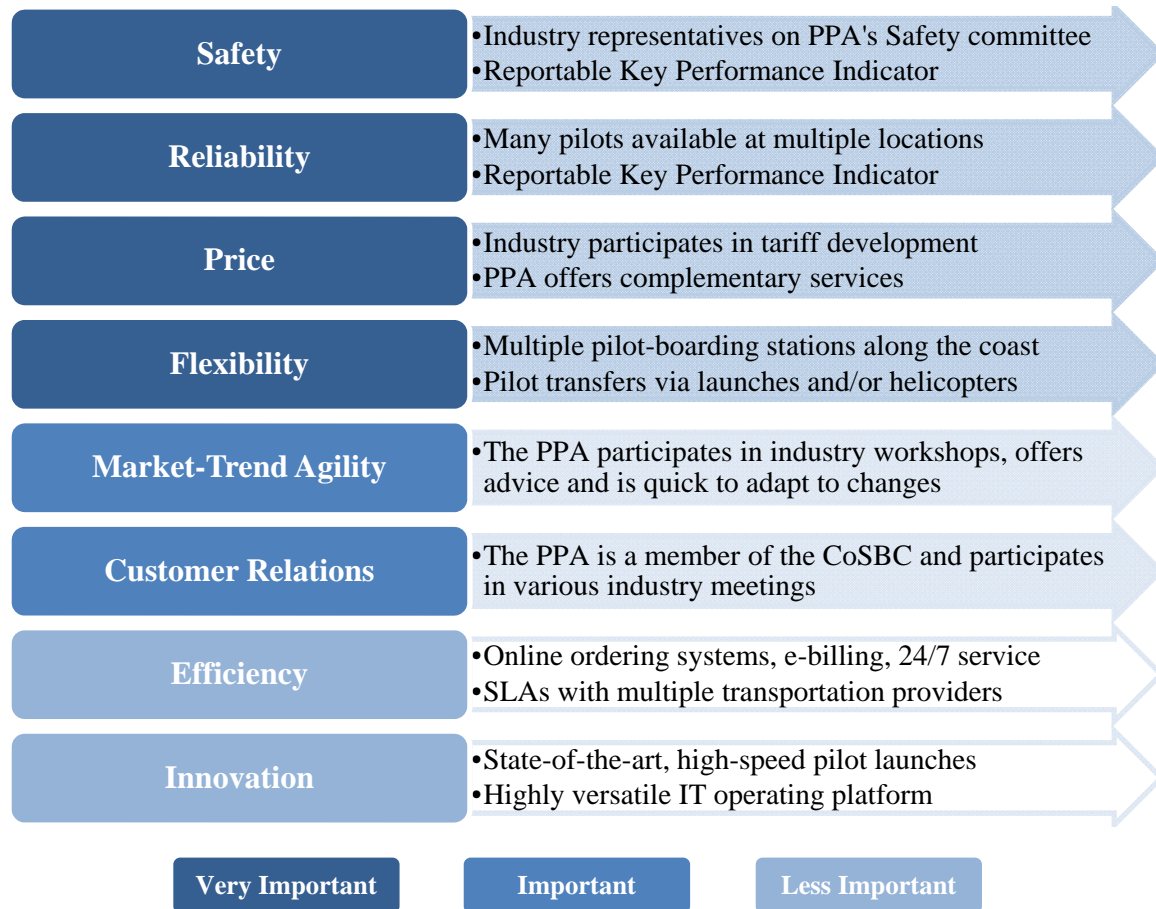 Safety
•Industry representatives on PPA's Safety committee
•Reportable Key Performance Indicator
Reliability
•Many pilots available at multiple locations
•Reportable Key Performance Indicator
Price
•Industry participates in tariff development
•PPA offers complementary services
Flexibility
•Multiple pilot-boarding stations along the coast
•Pilot transfers via launches and/or helicopters
Market-Trend Agility
•The PPA participates in industry workshops, offers
advice and is quick to adapt to changes
Customer Relations
•The PPA is a member of the CoSBC and participates
in various industry meetings
Efficiency
•Online ordering systems, e-billing, 24/7 service
•SLAs with multiple transportation providers
Innovation
•State-of-the-art, high-speed pilot launches
•Highly versatile IT operating platform
Very Important
Important
Less Important